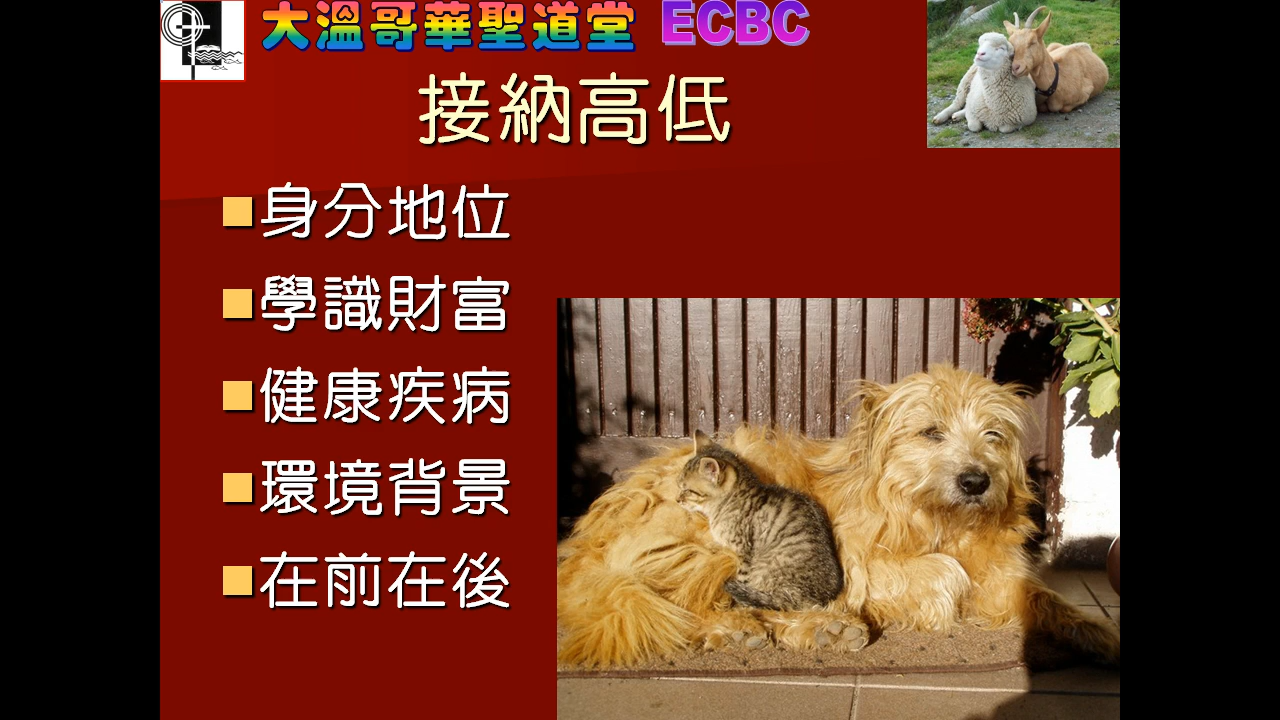 大溫哥華聖道堂 ECBC
接納高低
身分地位
學識財富
健康疾病
環境背景
在前在後